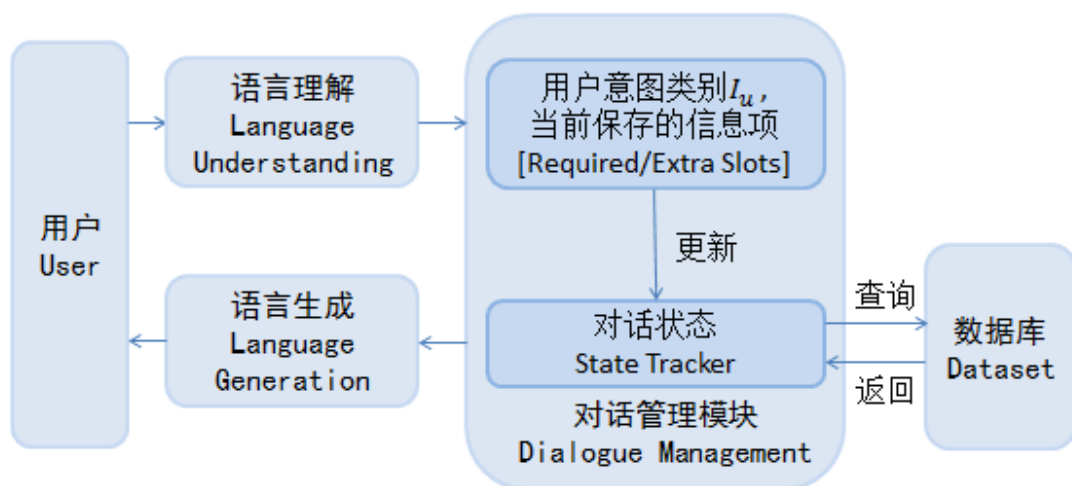 用户
User
语言理解
Language
Understanding
语言生成
Language
Generation
用户意图类别I_u,
当前保存的信息项
[Required/Extra Slots]
更新
对话状态
State Tracker
对话管理模块
Dialogue Management
查询
返回
数据库
Dataset